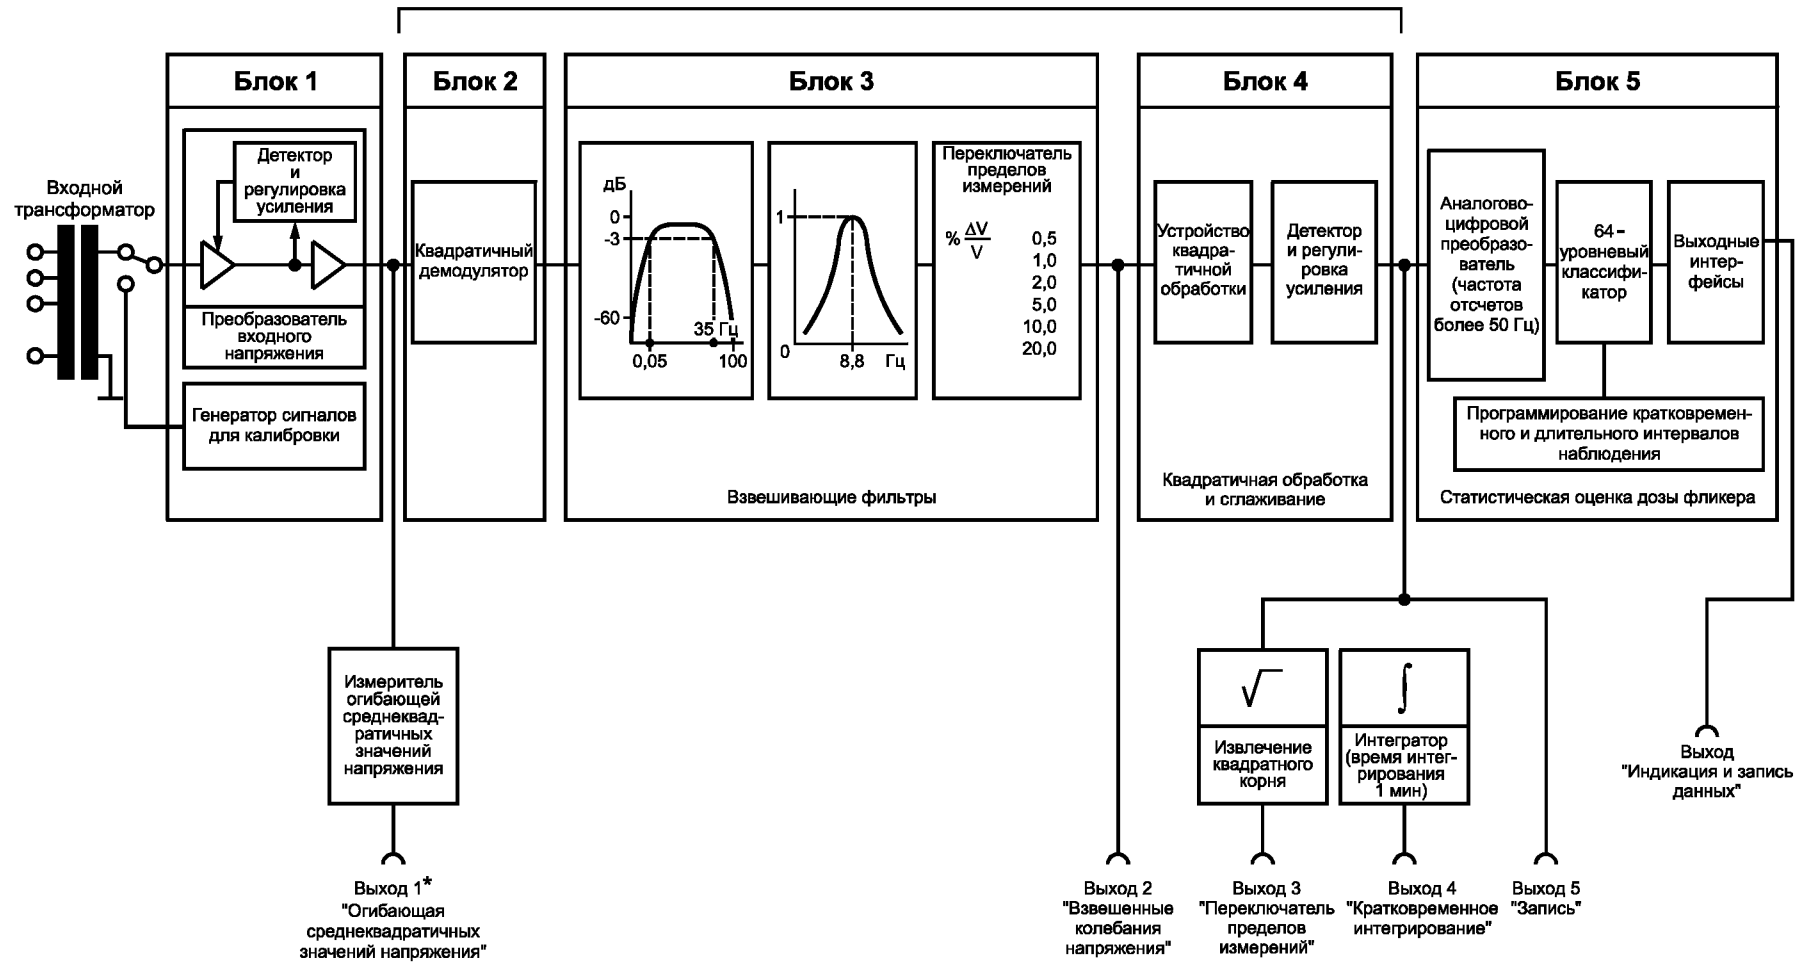 Блок 1
Блок 2
Блок 3
Блок 4
Блок 5
Входной
трансформатор
Детектор
и
регулировка
усиления
Преобразователь
входного
напряжения
Генератор сигналов
для калибровки
Квадратичный
демодулятор
дБ
0
-3
-60
35 Гц
0,05
100
1
0
8,8
Гц
Переключатель
пределов
измерений
% ΔV
V
0,5
1,0
2,0
5,0
10,0
20,0
Взвешивающие фильтры
Устройство
квадра-
тичной
обработки
Детектор
и регули-
ровка
усиления
Квадратичная обработка
и сглаживание
Аналогово-
цифровой
преобразо-
ватель
(частота
отсчетов
более 50 Гц)
64-
уровневый
классифи-
катор
Выходные
интер-
фейсы
Программирование кратковремен-
ного и длительного интервалов
наблюдения
Статистическая оценка дозы фликера
Измеритель
огибающей
среднеквад-
ратичных
значений
напряжения
√
Извлечение
квадратного
корня
∫
Интегратор
(время интег-
рирования
1 мин)
Выход 1*
"Огибающая
среднеквадратичных
значений напряжения"
Выход 2
"Взвешенные
колебания
напряжения"
Выход 3
"Переключатель
пределов
измерений"
Выход 4
"Кратковременное
интегрирование"
Выход 5
"Запись"
Выход
"Индикация и запись
данных"